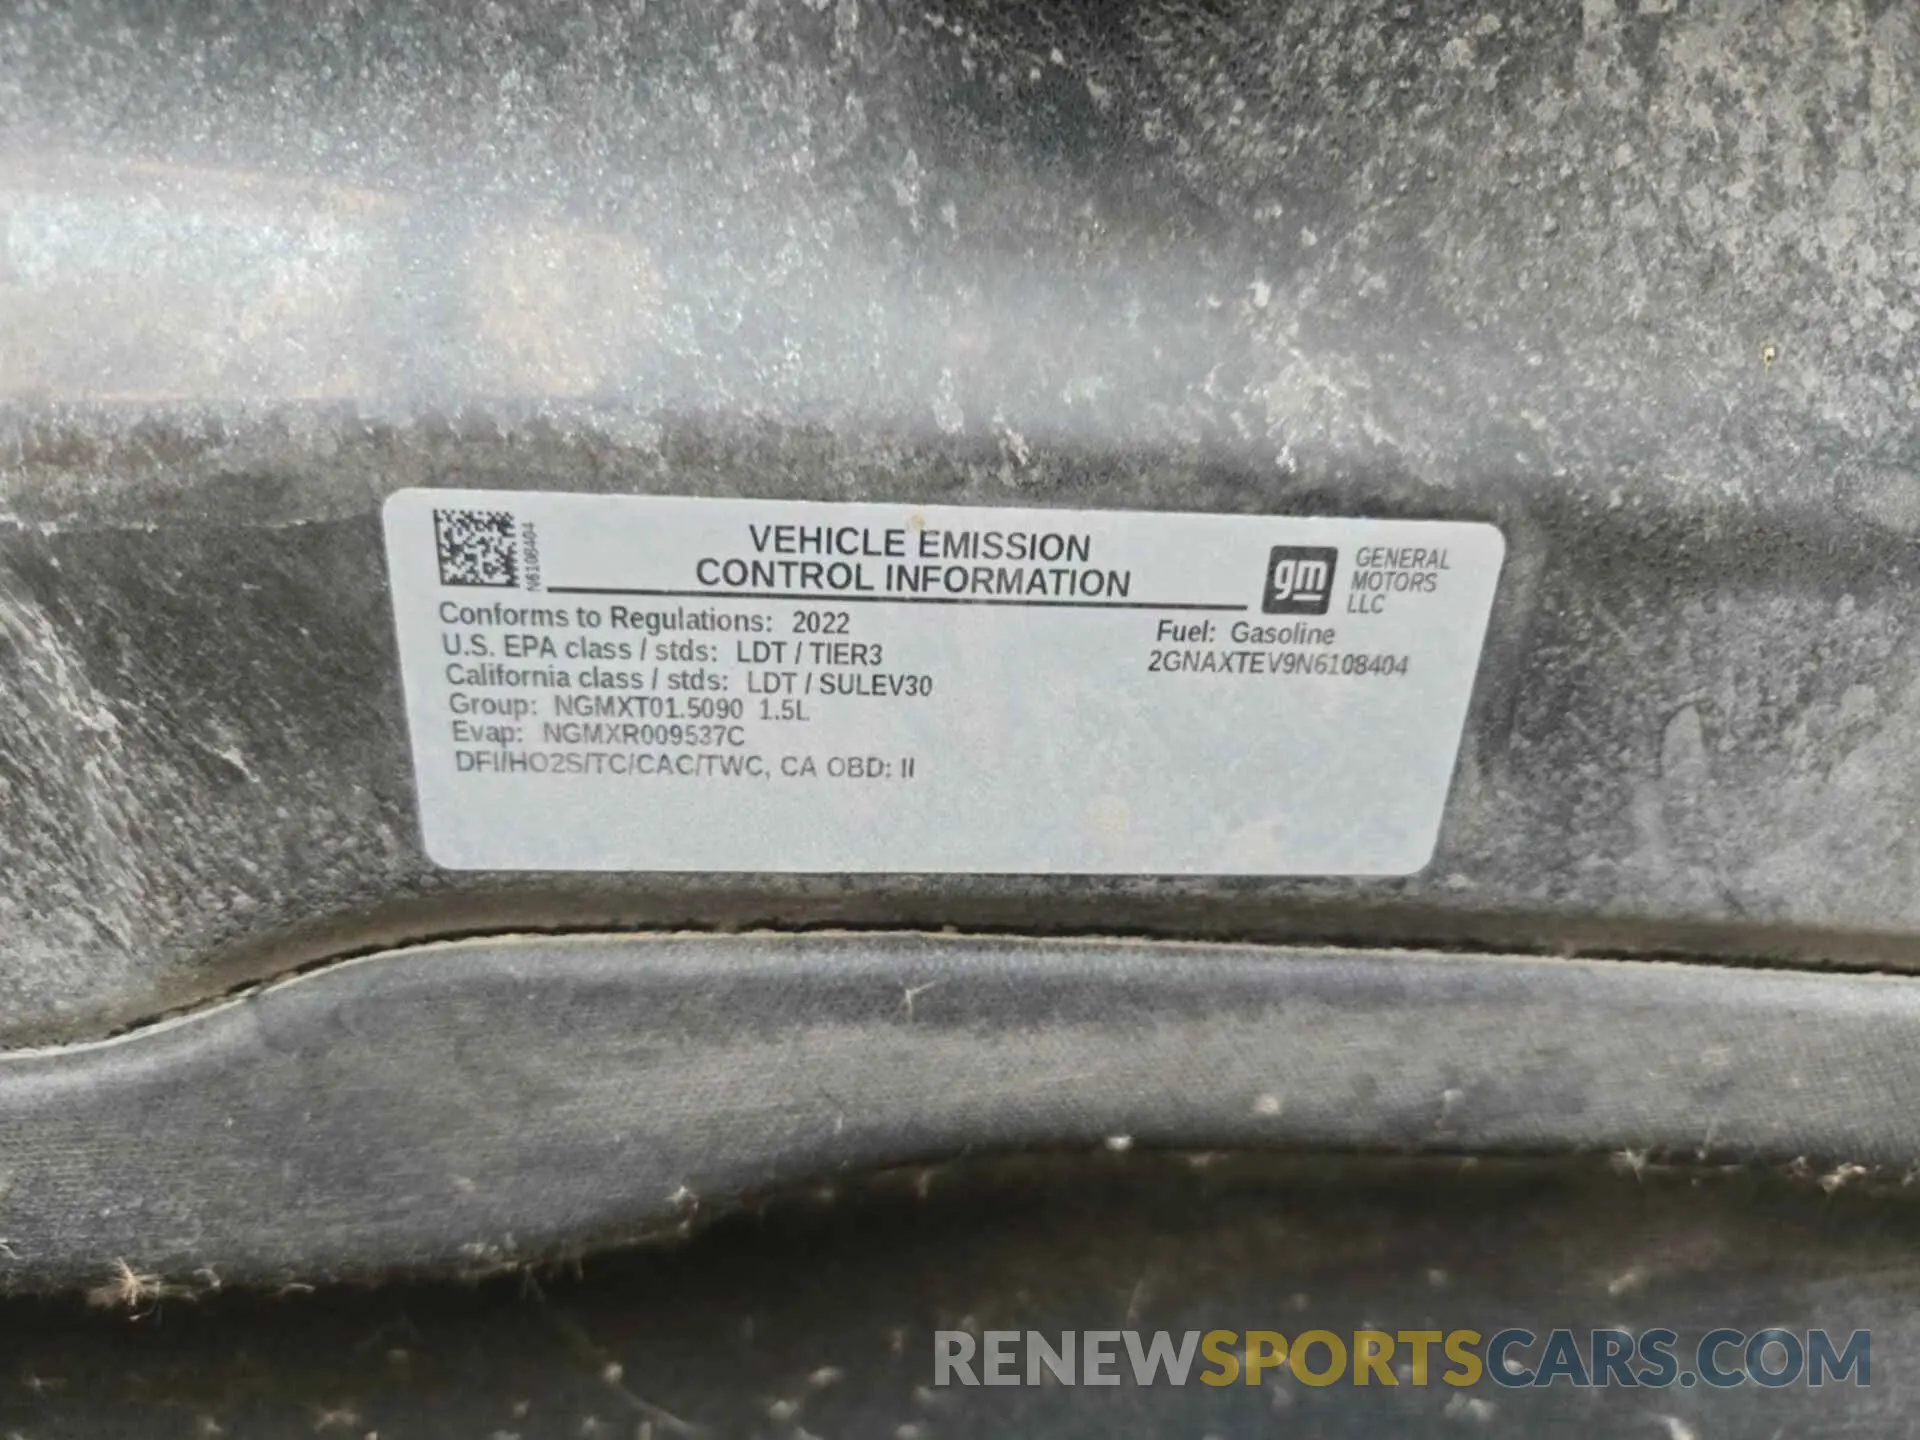 N6108404
VEHICLE EMISSION
CONTROL INFORMATION
gm
GENERAL
MOTORS
LLC
Conforms to Regulations: 2022
U.S. EPA class / stds: LDT / TIER3
California class / stds: LDT / SULEV30
Group: NGMXT01.5090 1.5L
Evap: NGMXR009537C
DFI/HO2S/TC/CAC/TWC, CA OBD: II
Fuel: Gasoline
2GNAXTEV9N6108404
RENEWSPORTSCARS.COM